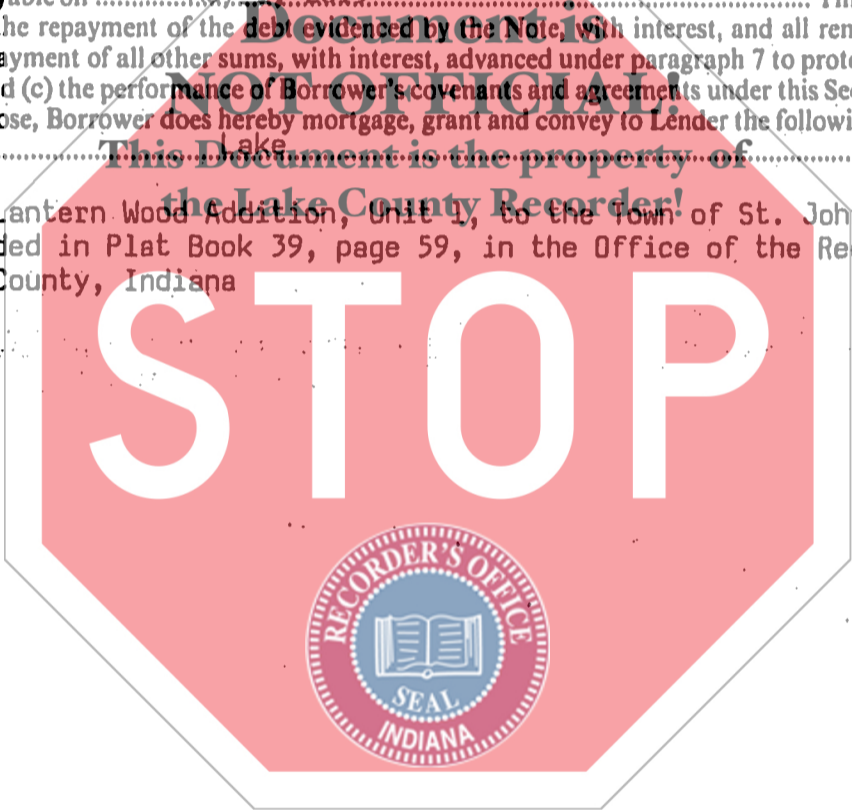 Document is
he repayment of the debt evidenced by the Note, with interest, and all ren
ayment of all other sums, with interest, advanced under paragraph 7 to prote
NOT OFFICIAL!
d (c) the performance of Borrower's covenants and agreements under this Se
ose, Borrower does hereby mortgage, grant and convey to Lender the followi
Lake
This Document is the property of
the Lake County Recorder!
antern Wood Addition, Unit 1, to the Town of St. Joh
ded in Plat Book 39, page 59, in the Office of the Re
County, Indiana
STOP
RECORDER'S OFFICE
SEAL
INDIANA